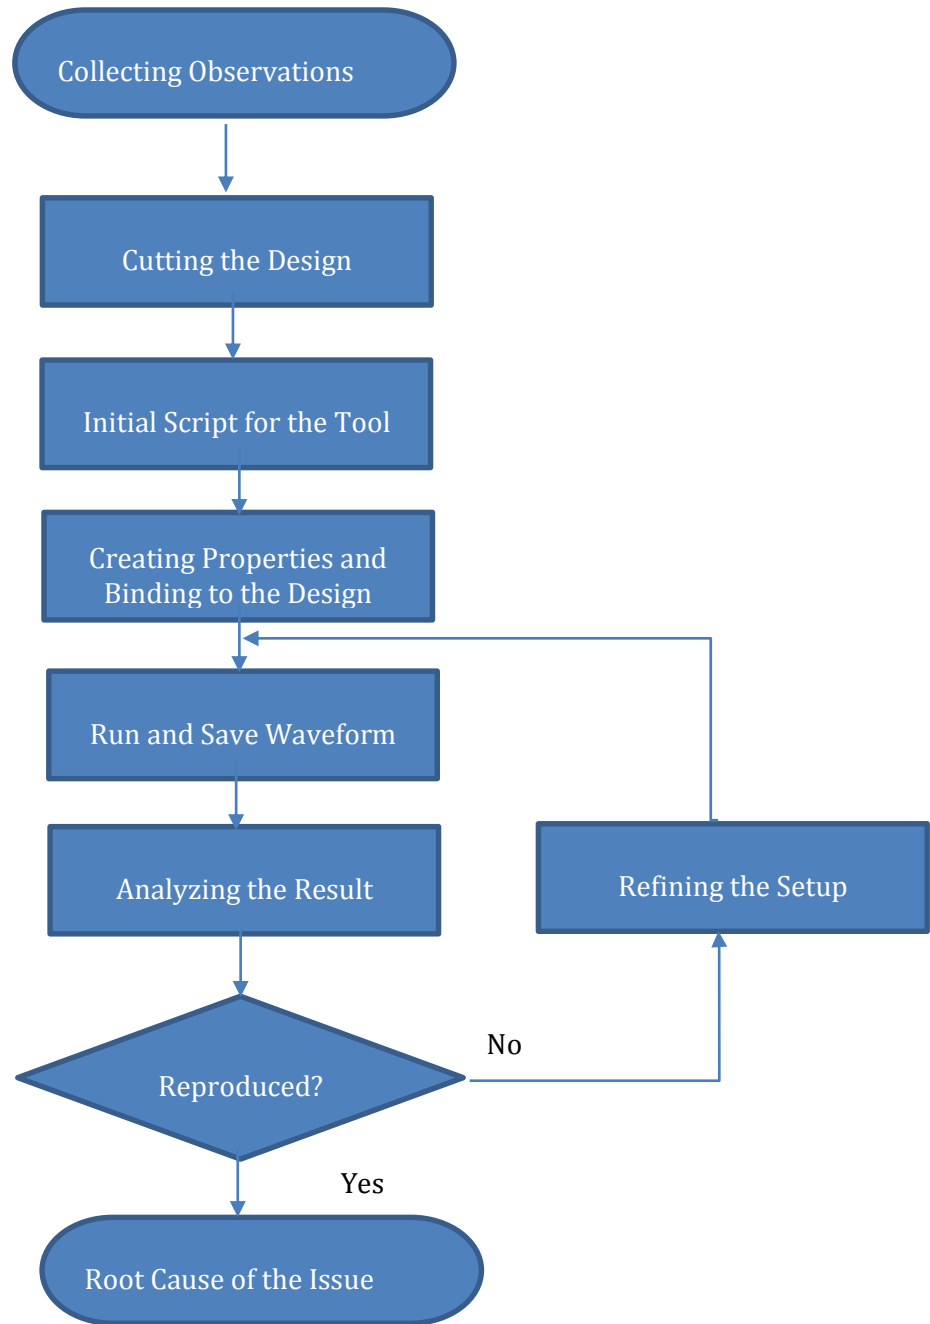 Collecting Observations
Cutting the Design
Initial Script for the Tool
Creating Properties and
Binding to the Design
Run and Save Waveform
Analyzing the Result
Refining the Setup
No
Reproduced?
Yes
Root Cause of the Issue